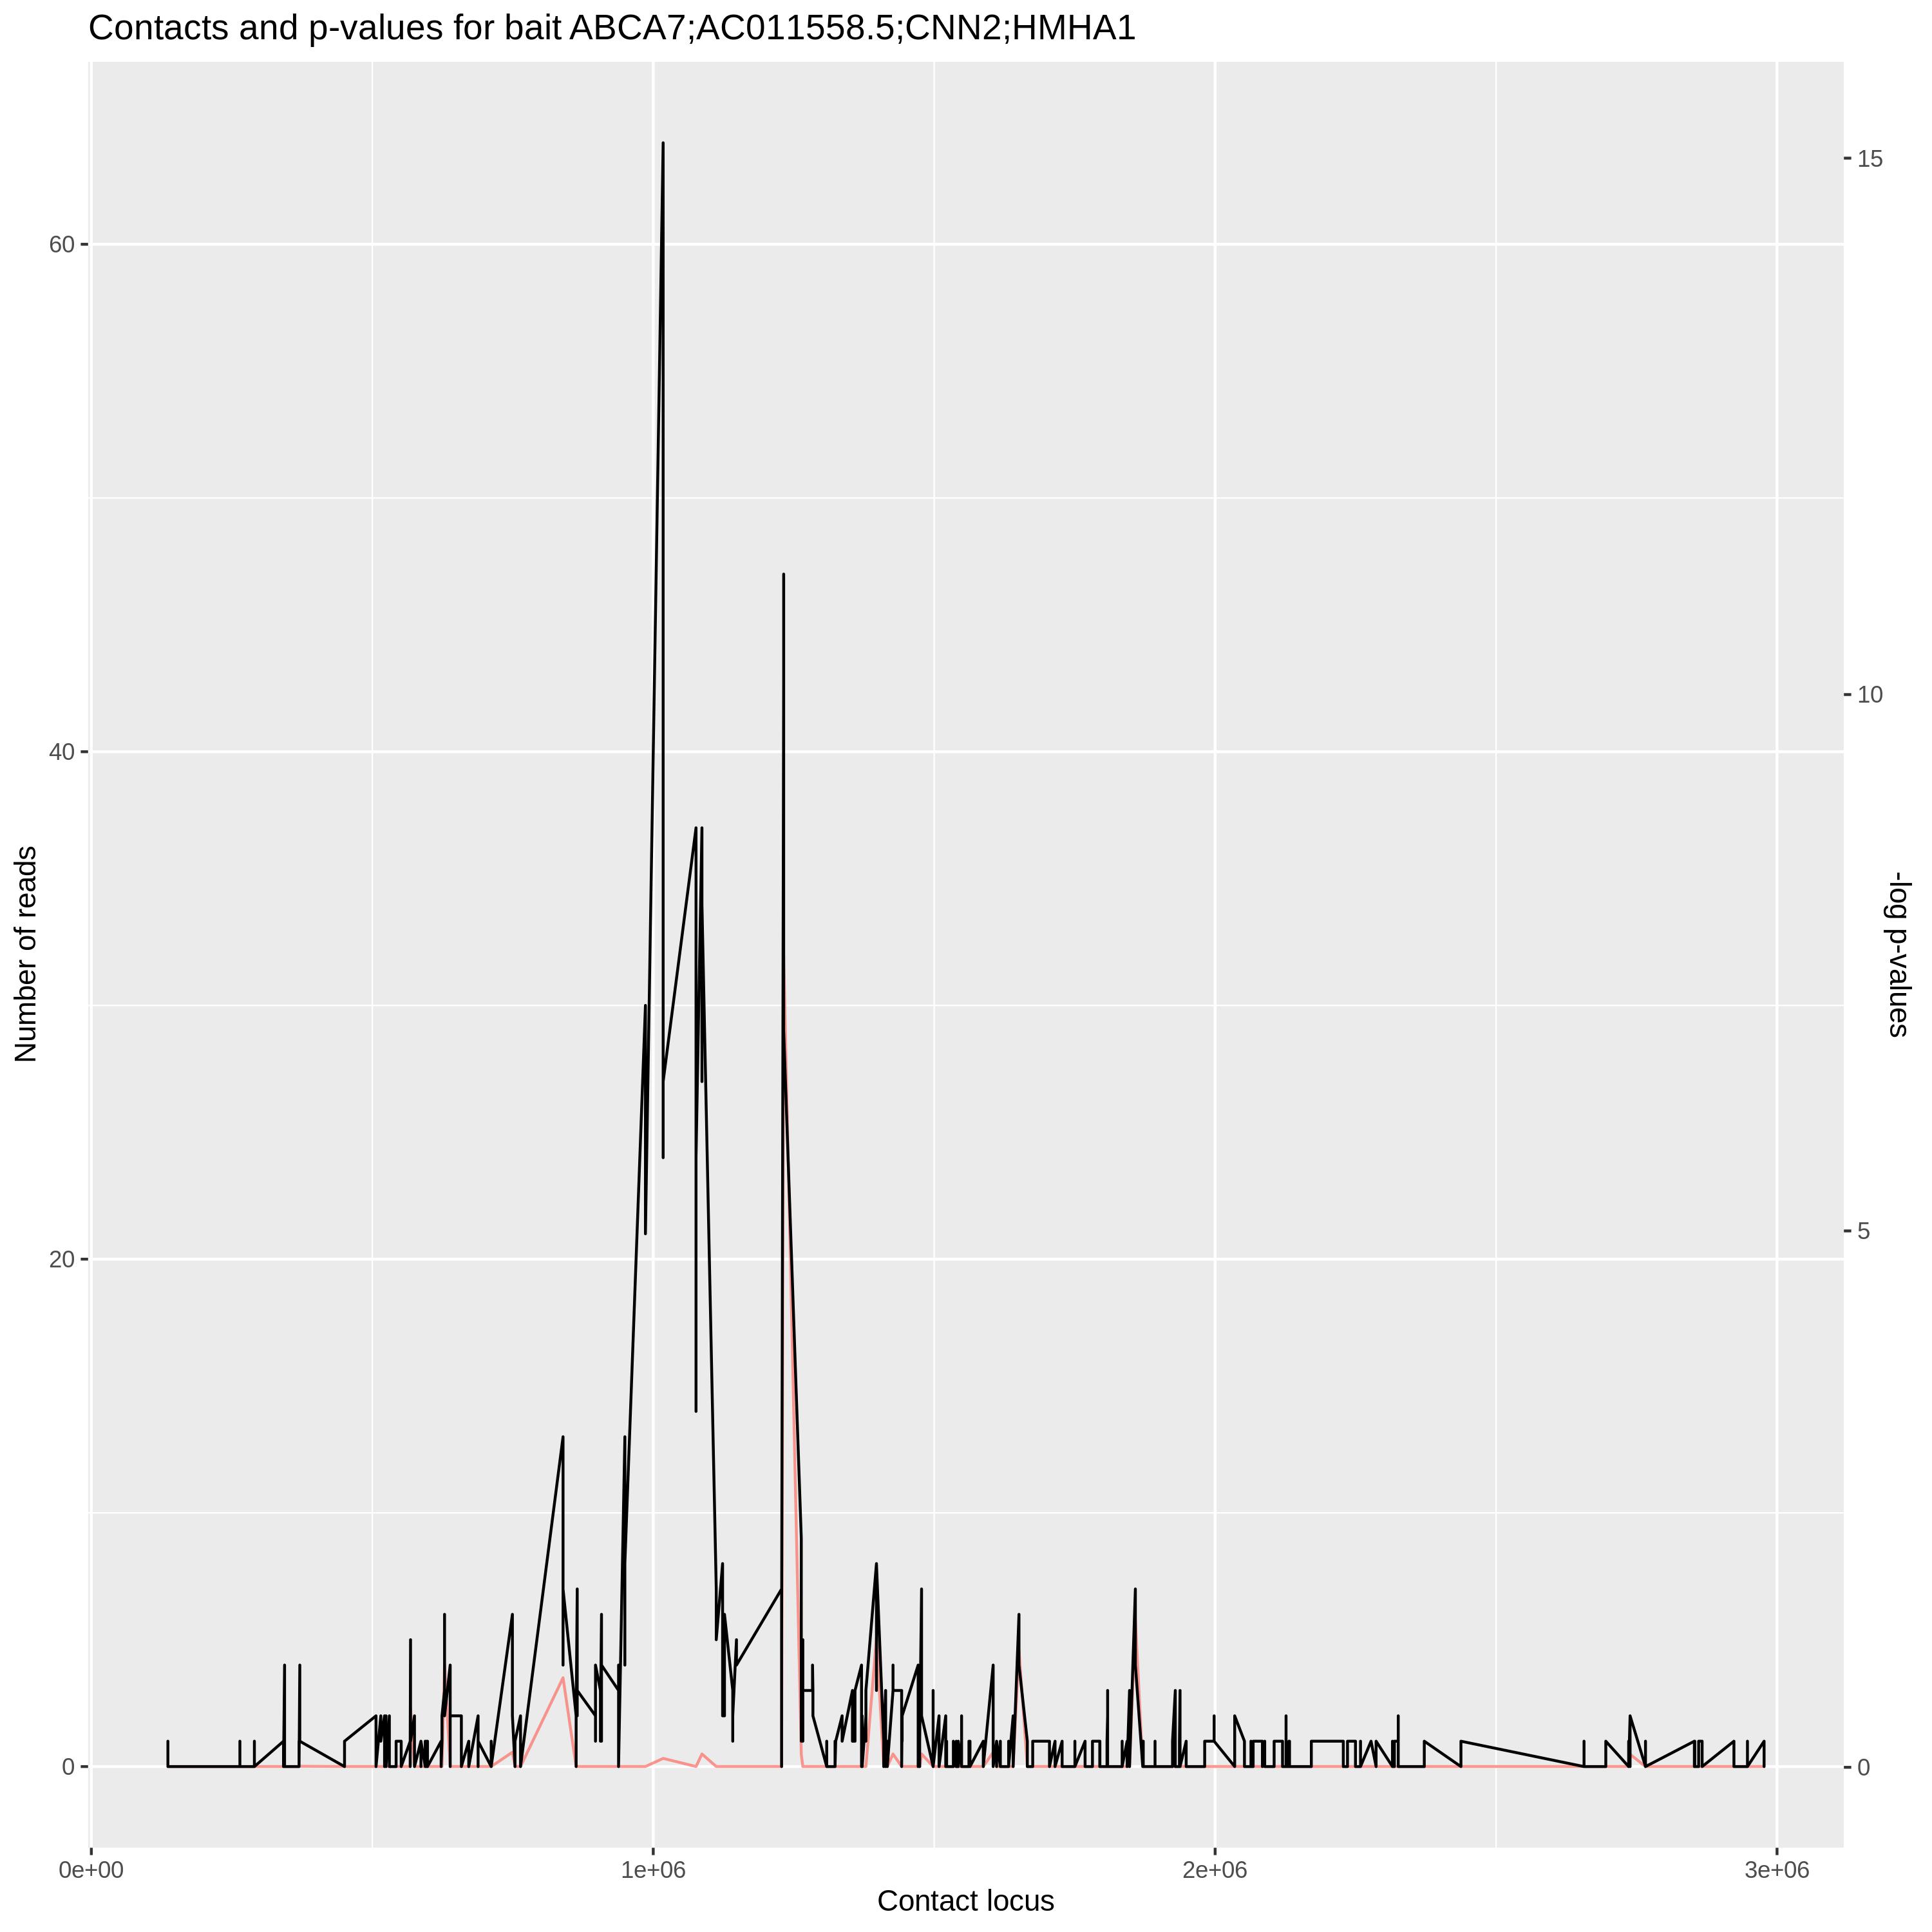 Contacts and p-values for bait ABCA7;AC011558.5;CNN2;HMHA1
60
40
20
0
Number of reads
15
10
5
0
-log p-values
0e+00
1e+06
2e+06
3e+06
Contact locus